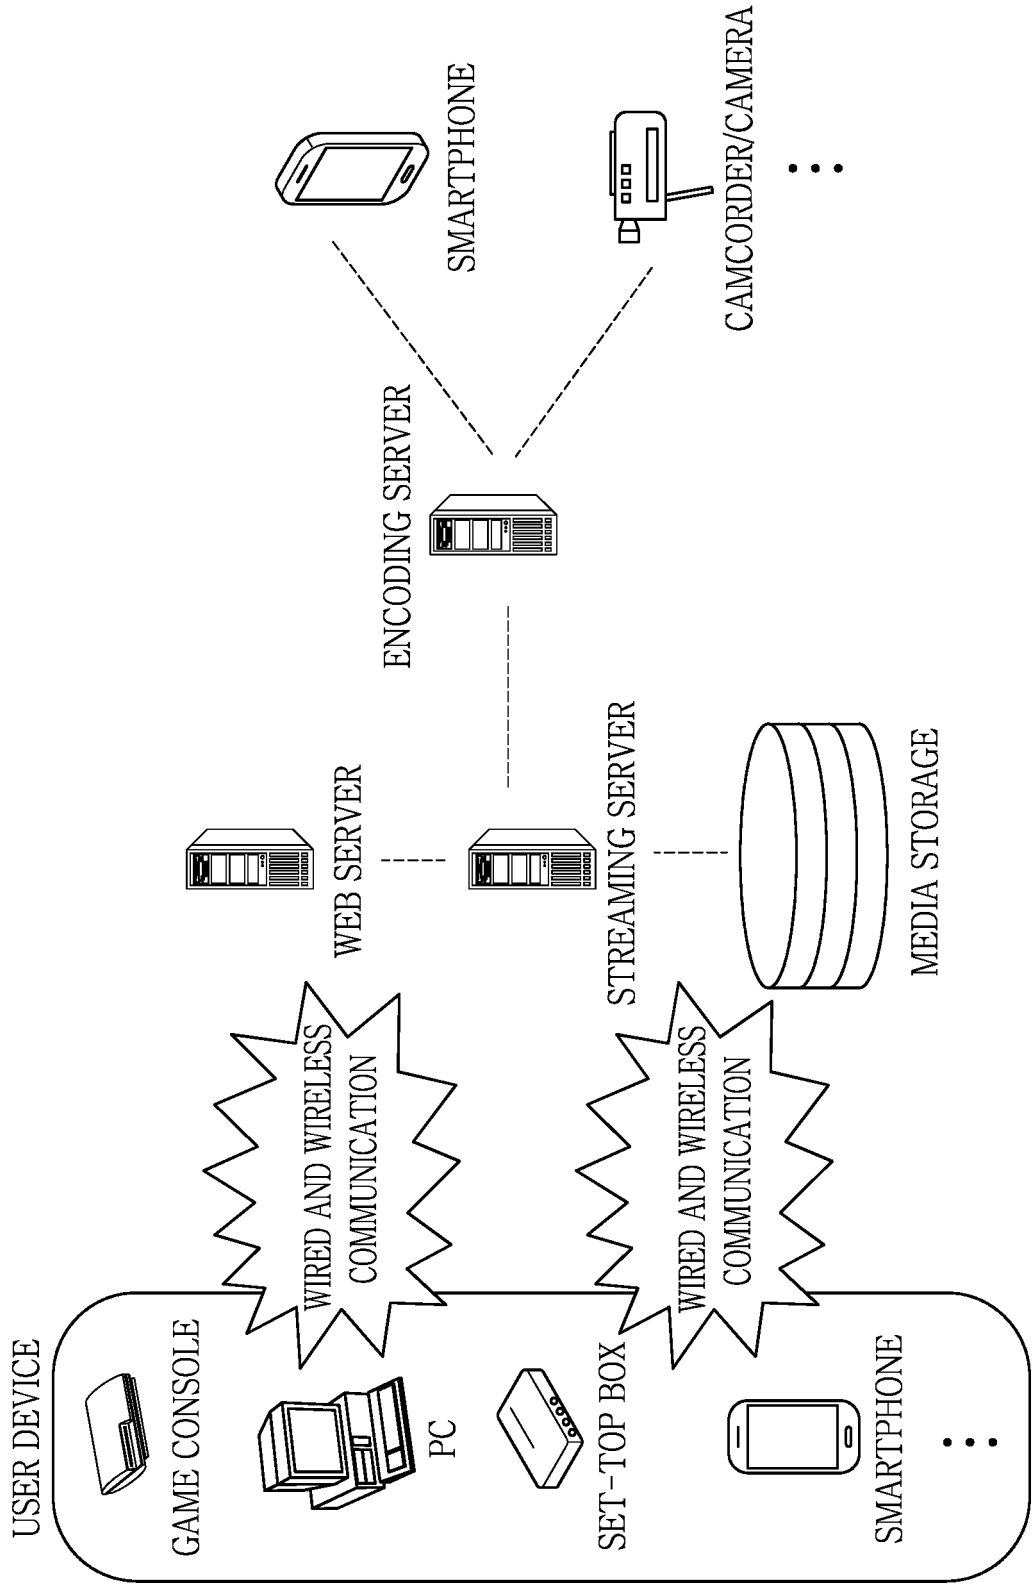 USER DEVICE
GAME CONSOLE
PC
SET-TOP BOX
SMARTPHONE
WIRED AND WIRELESS
COMMUNICATION
WIRED AND WIRELESS
COMMUNICATION
WEB SERVER
STREAMING SERVER
MEDIA STORAGE
ENCODING SERVER
SMARTPHONE
CAMCORDER/CAMERA